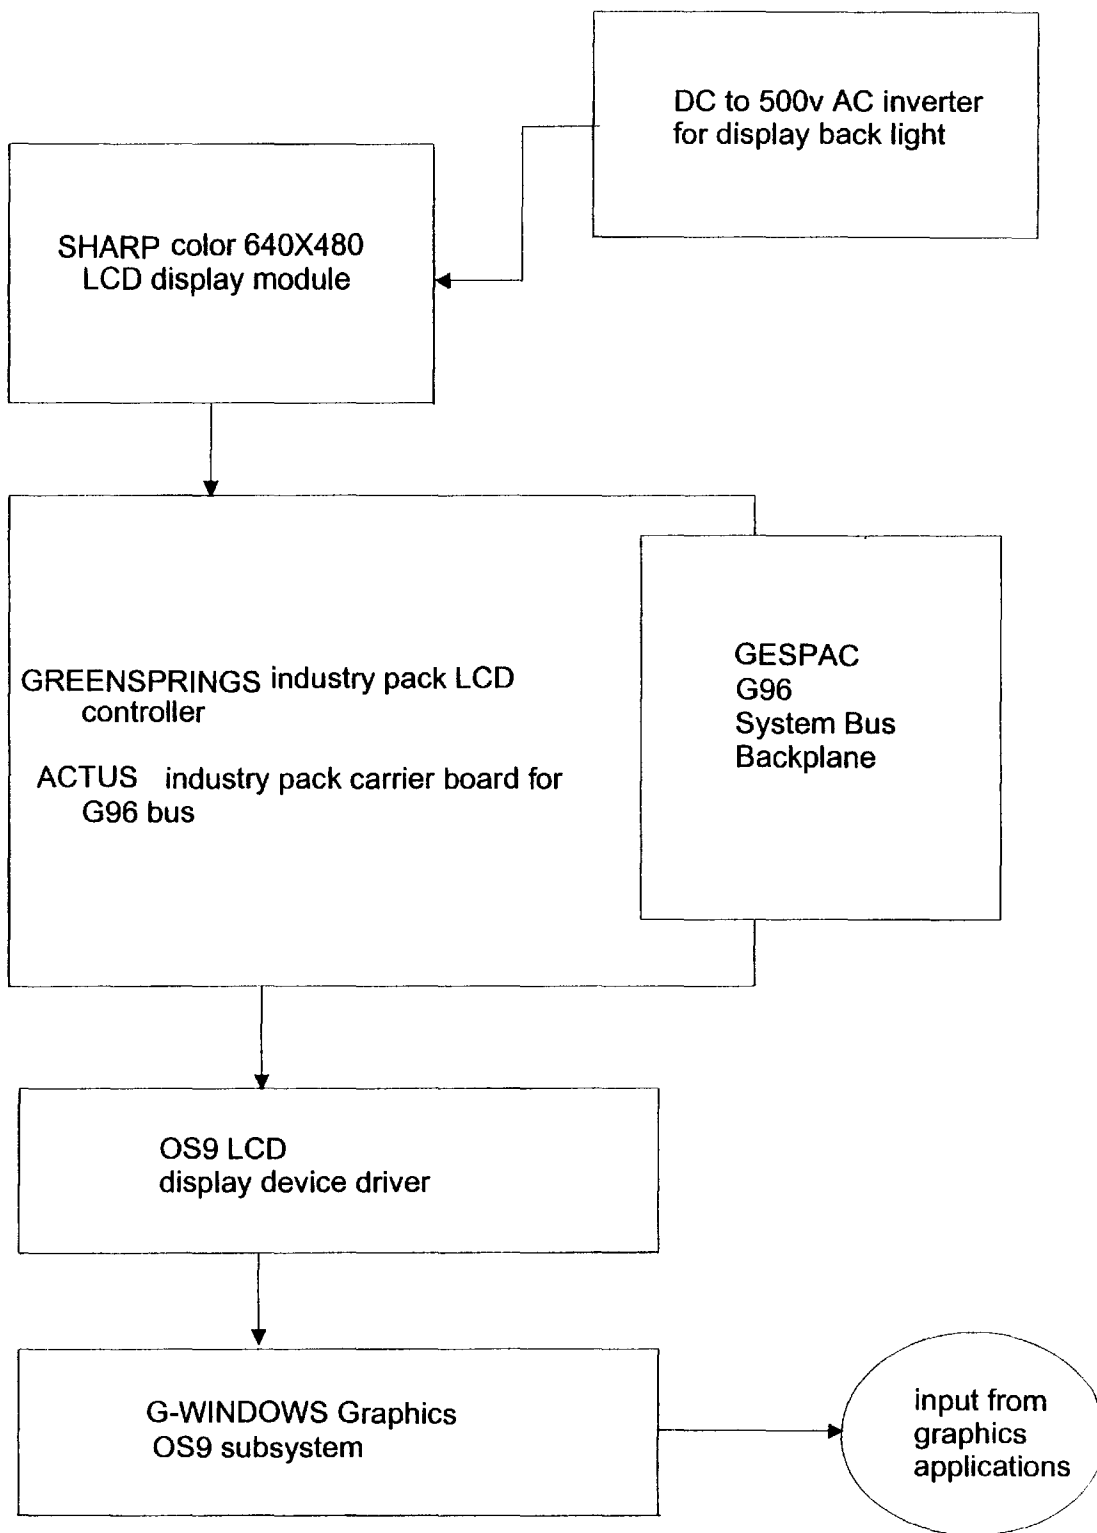 DC to 500v AC inverter
for display back light
SHARP color 640X480
LCD display module
GREENSPRINGS industry pack LCD
controller
ACTUS industry pack carrier board for
G96 bus
GESPAC
G96
System Bus
Backplane
OS9 LCD
display device driver
G-WINDOWS Graphics
OS9 subsystem
input from
graphics
applications